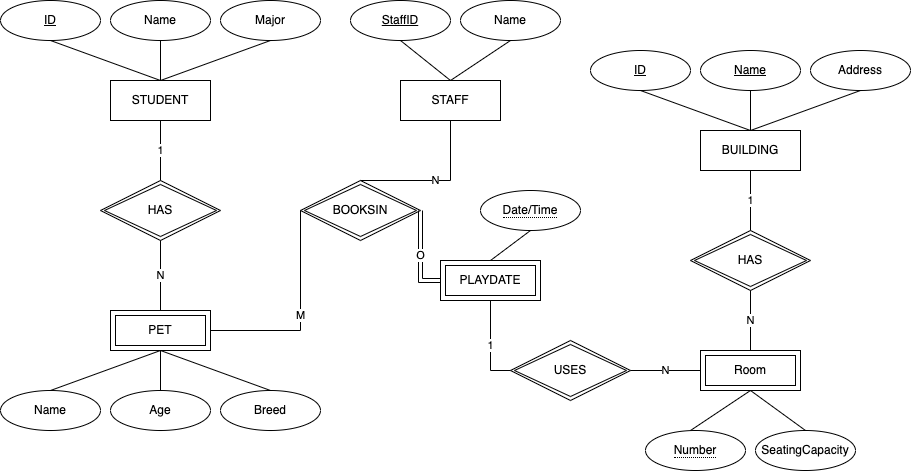 ID
Name
Major
StaffID
Name
ID
Name
Address
STUDENT
STAFF
BUILDING
1
N
1
HAS
BOOKSIN
Date/Time
HAS
O
N
PLAYDATE
M
N
PET
1
USES
N
Room
Name
Age
Breed
Number
SeatingCapacity